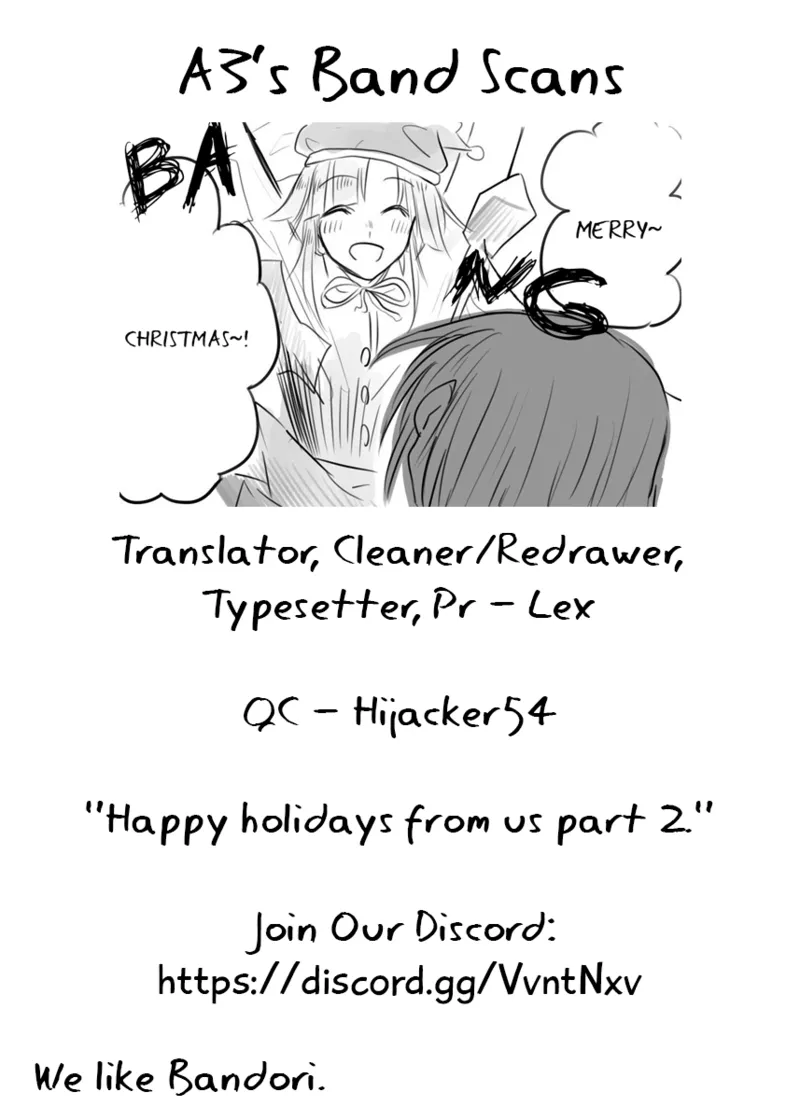 A3's Band Scans
BA
MERRY~
NG
CHRISTMAS~!
Translator, Cleaner/Redrawer,
Typesetter, Pr - Lex
QC - Hijacker54
"Happy holidays from us part 2."
Join Our Discord:
https://discord.gg/VvntNxv
We like Bandori.